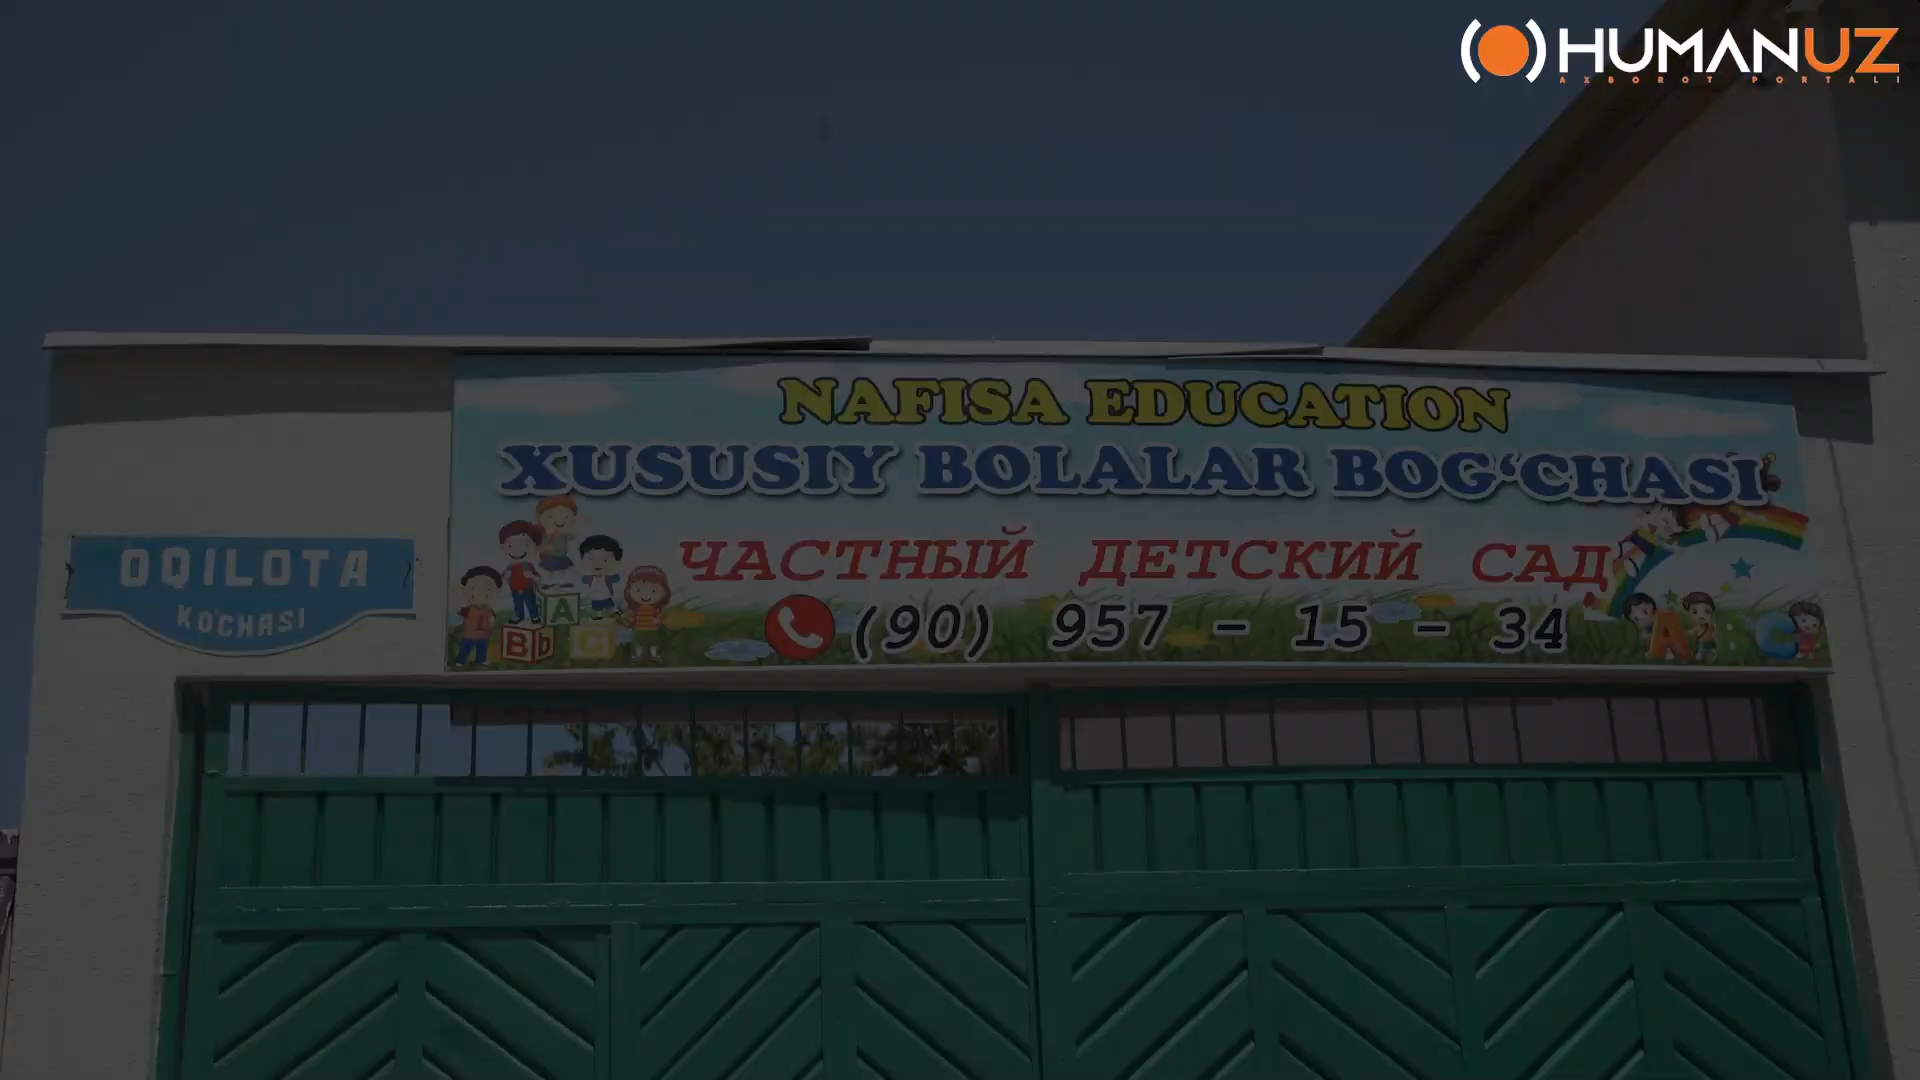 HUMANUZ
AXBOROT PORTALI
NAFISA EDUCATION
XUSUSIY BOLALAR BOG‘CHASI
ЧАСТНЫЙ ДЕТСКИЙ САД
(90) 957 - 15 - 34
OQILOTA
KO'CHASI
A
Bb
C
A B C